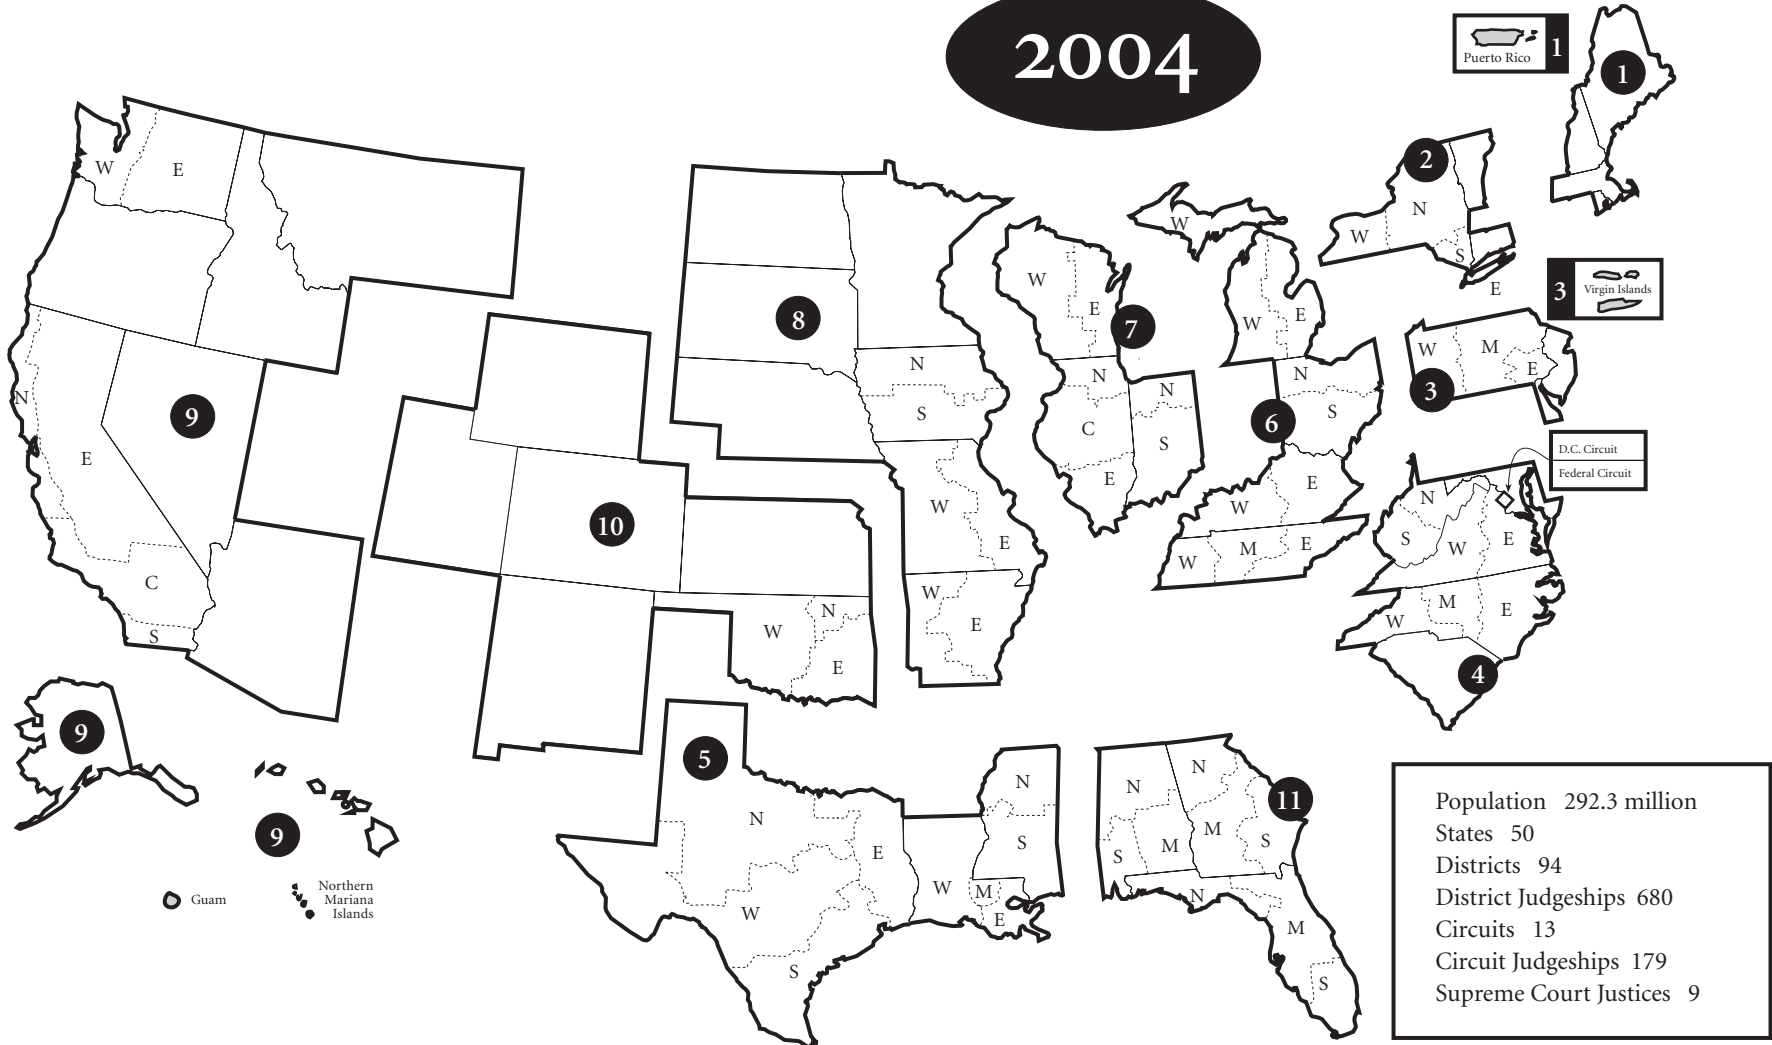 2004
Puerto Rico 1
1
2
N
W
S
E
3 Virgin Islands
W E
W
W
E
W E
8
7
9
N
E
C
S
N
S
W
E
W
E
N
C
E
N
S
6
N
S
W
E
W M E
W M E
3
D.C. Circuit
Federal Circuit
N
S
W E
W M E
4
10
W N
E
9
9
Guam
Northern
Mariana
Islands
5
N
E
W
S
N
S
W M
E
N
N
11
M
M
S
S
N
M
S
Population 292.3 million
States 50
Districts 94
District Judgeships 680
Circuits 13
Circuit Judgeships 179
Supreme Court Justices 9